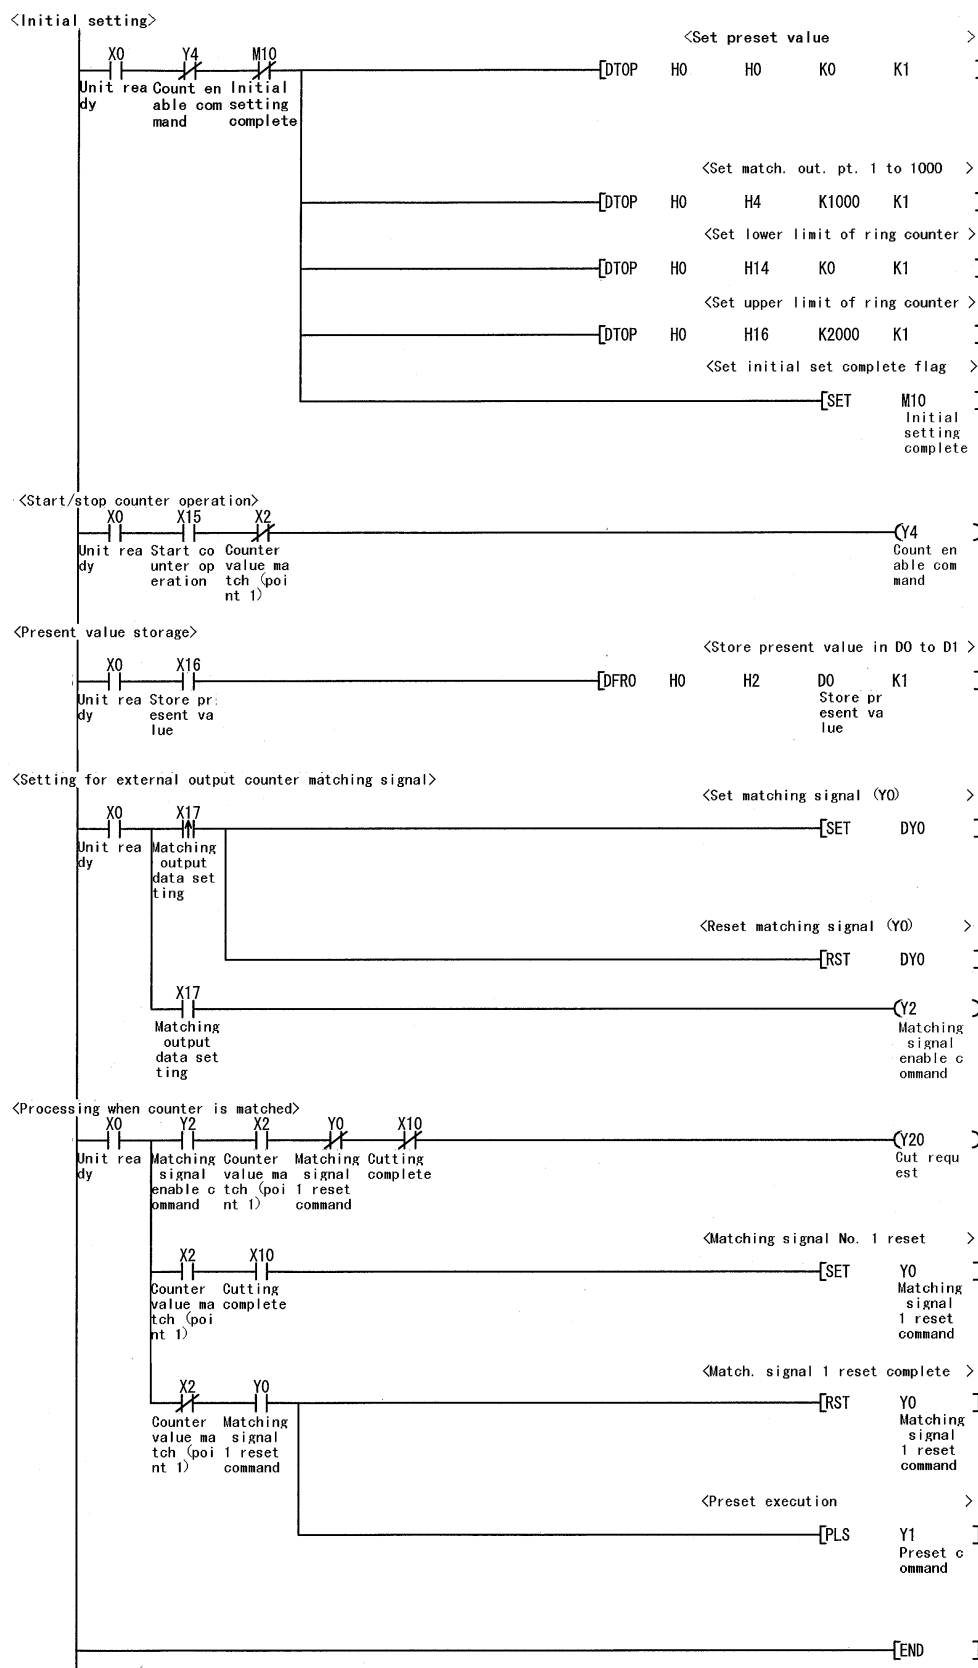 <Initial setting>
<Set preset value >
X0 Y4 M10
[DTOP H0 H0 K0 K1 ]
Unit rea Count en Initial
dy able com setting
mand complete
<Set match. out. pt. 1 to 1000 >
[DTOP H0 H4 K1000 K1 ]
<Set lower limit of ring counter >
[DTOP H0 H14 K0 K1 ]
<Set upper limit of ring counter >
[DTOP H0 H16 K2000 K1 ]
<Set initial set complete flag >
[SET M10 ]
Initial
setting
complete
<Start/stop counter operation>
X0 X15 X2
(Y4 )
Unit rea Start co Counter Count en
dy unter op value ma able com
eration tch (poi mand
nt 1)
<Present value storage>
<Store present value in D0 to D1 >
X0 X16
[DFRO H0 H2 D0 K1 ]
Unit rea Store pr Store pr
dy esent va esent va
lue lue
<Setting for external output counter matching signal>
<Set matching signal (Y0) >
X0 X17
[SET DY0 ]
Unit rea Matching
dy output
data set
ting
<Reset matching signal (Y0) >
[RST DY0 ]
X17
(Y2 )
Matching Matching
output signal
data set enable c
ting ommand
<Processing when counter is matched>
X0 Y2 X2 Y0 X10
(Y20 )
Unit rea Matching Counter Matching Cutting Cut requ
dy signal value ma signal complete est
enable c tch (poi 1 reset
ommand nt 1) command
<Matching signal No. 1 reset >
X2 X10
[SET Y0 ]
Counter Cutting Matching
value ma complete signal
tch (poi 1 reset
nt 1) command
<Match. signal 1 reset complete >
X2 Y0
[RST Y0 ]
Counter Matching Matching
value ma signal signal
tch (poi 1 reset 1 reset
nt 1) command command
<Preset execution >
[PLS Y1 ]
Preset c
ommand
[END ]